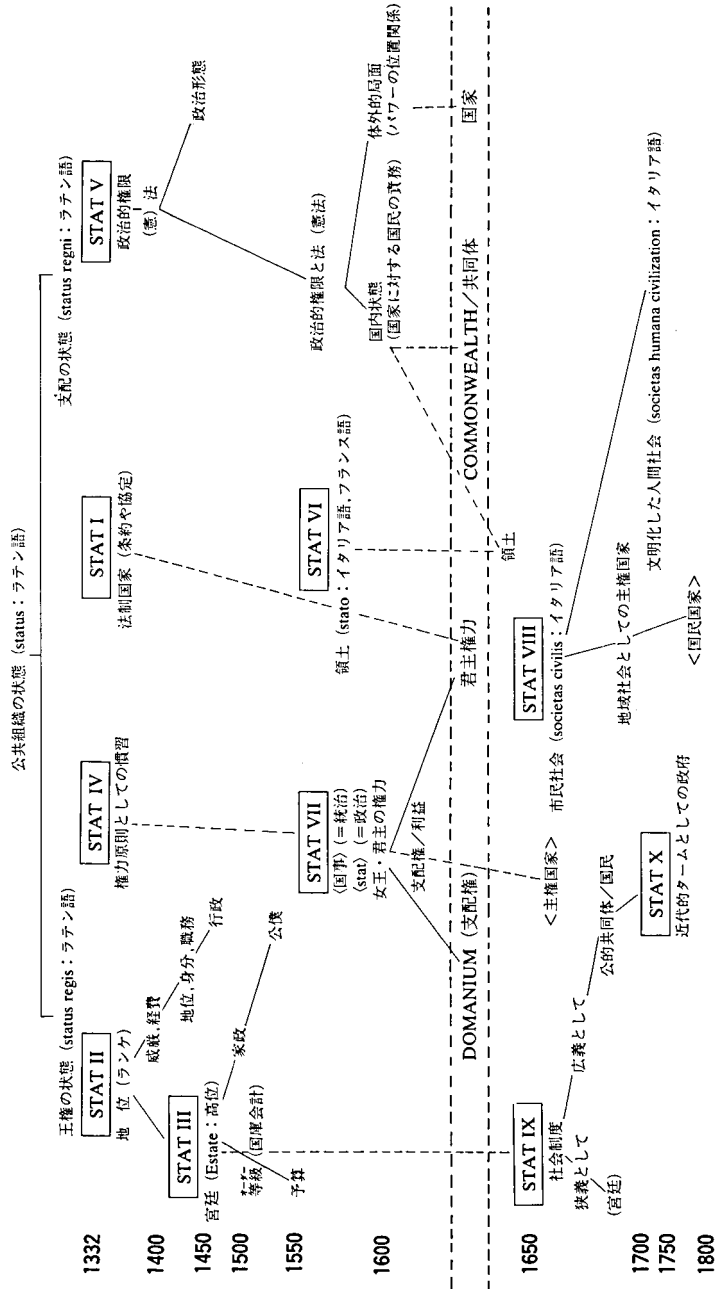 公共組織の状態 (status：ラテン語)
王権の状態 (status regis：ラテン語)
支配の状態 (status regni：ラテン語)
1332
STAT II
地　位 (ランケ)
STAT IV
権力原則としての慣習
STAT I
法制国家 (条約や協定)
STAT V
政治的権限
(憲) 法
政治形態
1400
威厳, 経費
地位, 身分, 職務
行政
1450
STAT III
宮廷 (Estate：高位)
オーダー
等級
(国庫会計)
予算
家政
公僕
1500
1550
STAT VII
〈国事〉(＝統治)
〈stat〉(＝政治)
女王・君主の権力
支配権／利益
STAT VI
領土 (stato：イタリア語, フランス語)
政治的権限と法 (憲法)
国内状態
(国家に対する国民の責務)
体外的局面
(パワーの位置関係)
1600
DOMANIUM (支配権)
君主権力
COMMONWEALTH／共同体
国家
領土
1650
STAT IX
社会制度
狭義として
(宮廷)
広義として
公的共同体／国民
＜主権国家＞
STAT VIII
市民社会 (societas civilis：イタリア語)
地域社会としての主権国家
文明化した人間社会 (societas humana civilization：イタリア語)
1700
1750
STAT X
近代的タームとしての政府
＜国民国家＞
1800